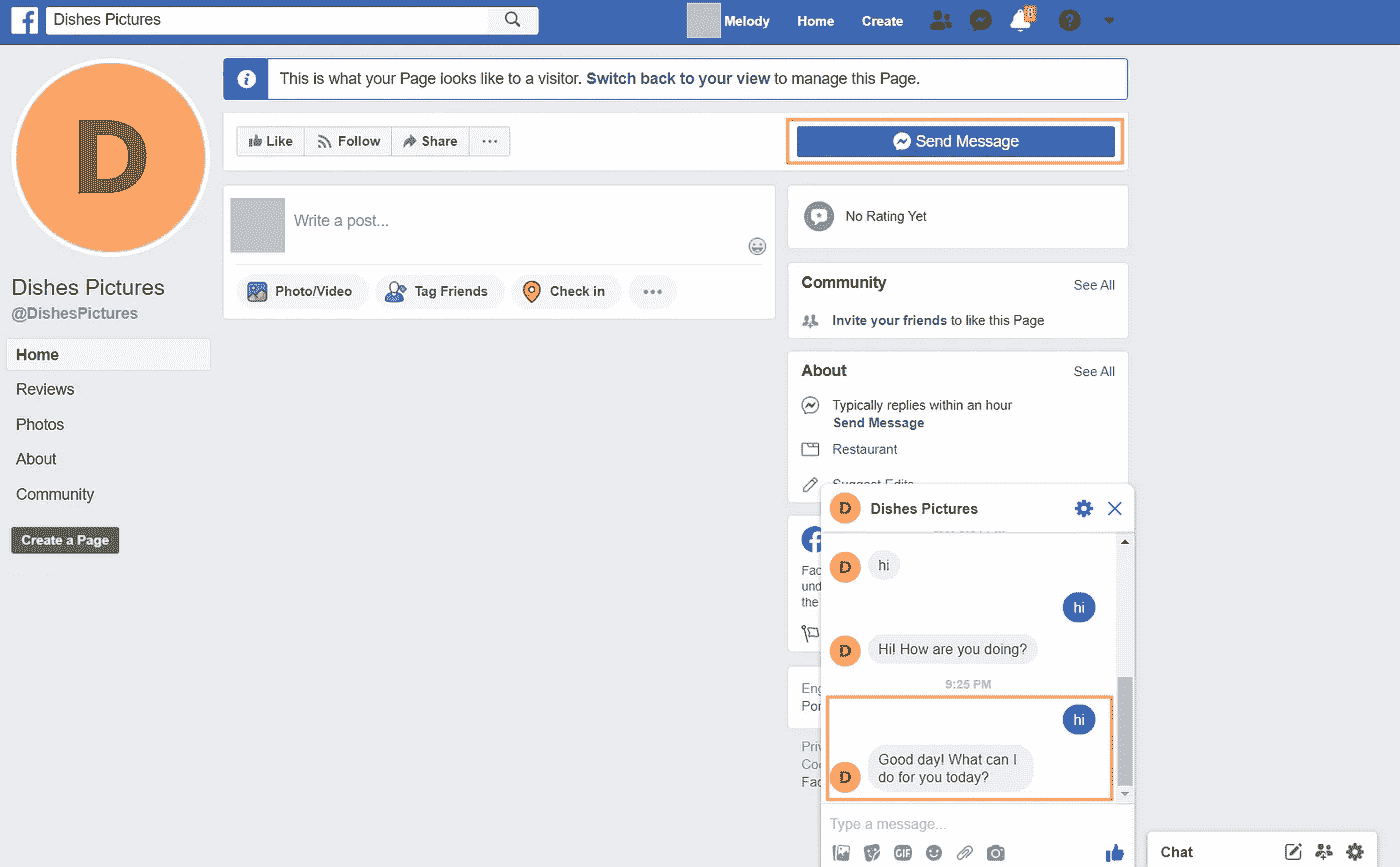 Dishes Pictures
Melody
Home
Create
This is what your Page looks like to a visitor. Switch back to your view to manage this Page.
Like
Follow
Share
Send Message
D
Dishes Pictures
@DishesPictures
Home
Reviews
Photos
About
Community
Create a Page
Write a post...
Photo/Video
Tag Friends
Check in
No Rating Yet
Community
See All
Invite your friends to like this Page
About
See All
Typically replies within an hour
Send Message
Restaurant
Suggest Edits
Fac
und
the
Eng
Por
Priv
Coo
Fac
D
Dishes Pictures
D
hi
hi
D
Hi! How are you doing?
9:25 PM
hi
Good day! What can I
D
do for you today?
Type a message...
GIF
Chat